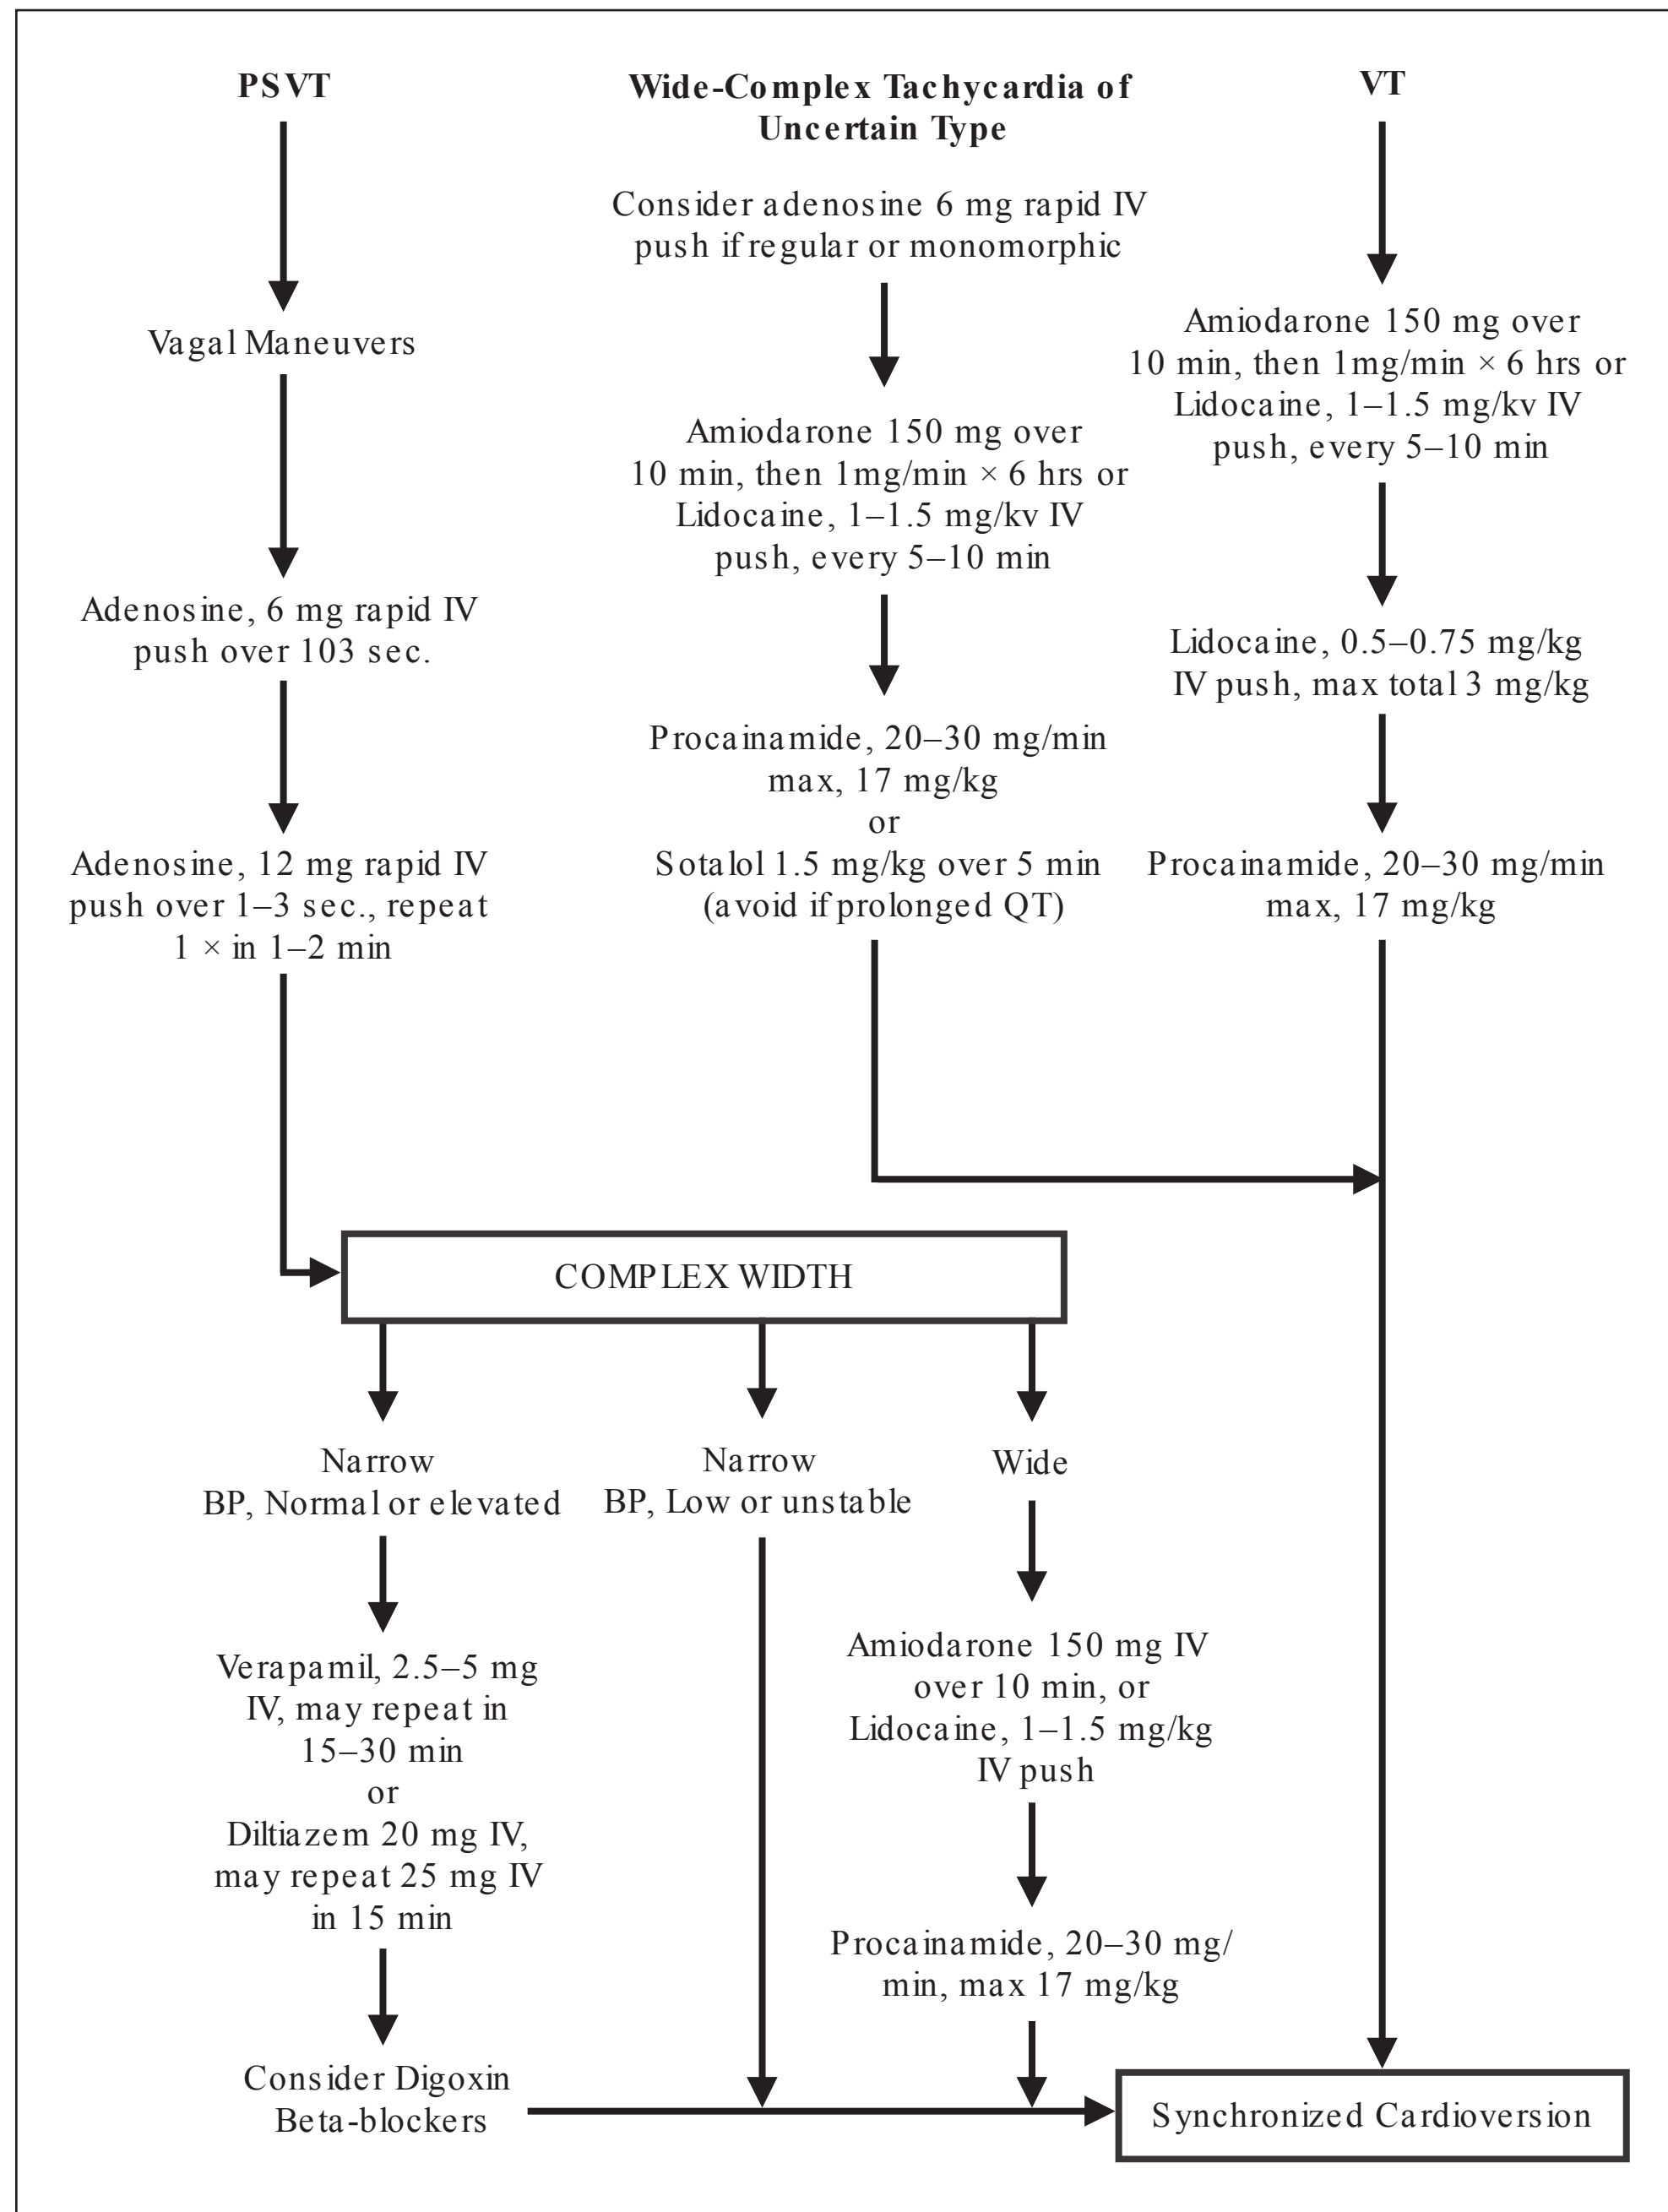 PSVT
Vagal Maneuvers
Adenosine, 6 mg rapid IV
push over 103 sec.
Adenosine, 12 mg rapid IV
push over 1–3 sec., repeat
1 × in 1–2 min
Wide-Complex Tachycardia of
Uncertain Type
Consider adenosine 6 mg rapid IV
push if regular or monomorphic
Amiodarone 150 mg over
10 min, then 1mg/min × 6 hrs or
Lidocaine, 1–1.5 mg/kv IV
push, every 5–10 min
Procainamide, 20–30 mg/min
max, 17 mg/kg
or
Sotalol 1.5 mg/kg over 5 min
(avoid if prolonged QT)
VT
Amiodarone 150 mg over
10 min, then 1mg/min × 6 hrs or
Lidocaine, 1–1.5 mg/kv IV
push, every 5–10 min
Lidocaine, 0.5–0.75 mg/kg
IV push, max total 3 mg/kg
Procainamide, 20–30 mg/min
max, 17 mg/kg
COMPLEX WIDTH
Narrow
BP, Normal or elevated
Verapamil, 2.5–5 mg
IV, may repeat in
15–30 min
or
Diltiazem 20 mg IV,
may repeat 25 mg IV
in 15 min
Consider Digoxin
Beta-blockers
Narrow
BP, Low or unstable
Wide
Amiodarone 150 mg IV
over 10 min, or
Lidocaine, 1–1.5 mg/kg
IV push
Procainamide, 20–30 mg/
min, max 17 mg/kg
Synchronized Cardioversion